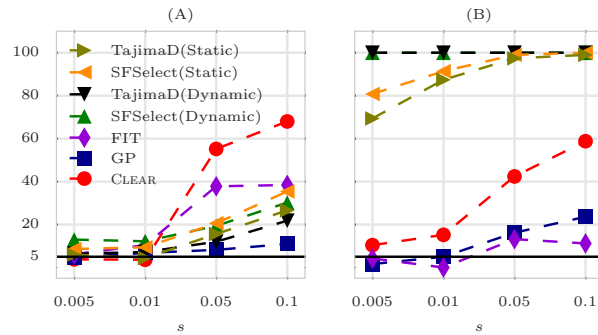 (A)
(B)
100
80
60
40
20
5
TajimaD(Static)
SFSelect(Static)
TajimaD(Dynamic)
SFSelect(Dynamic)
FIT
GP
CLEAR
0.005 0.01 0.05 0.1
0.005 0.01 0.05 0.1
s
s